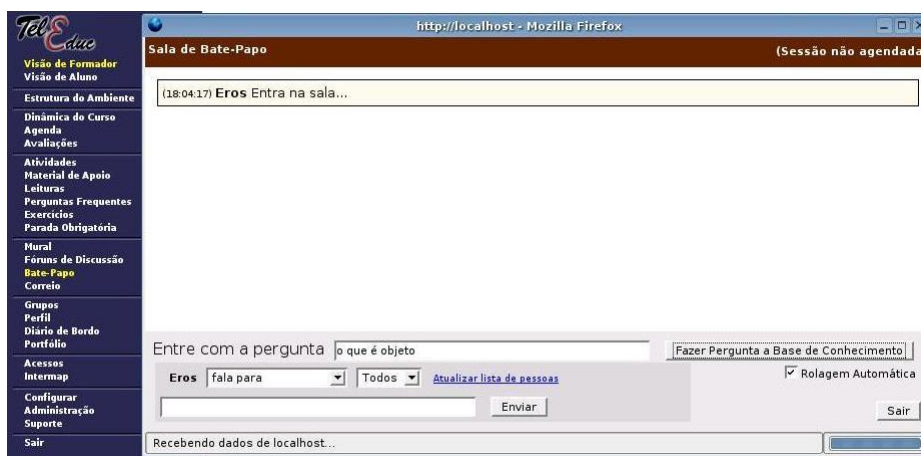 TelEduc
Visão de Formador
Visão de Aluno
Estrutura do Ambiente
Dinâmica do Curso
Agenda
Avaliações
Atividades
Material de Apoio
Leituras
Perguntas Frequentes
Exercícios
Parada Obrigatória
Mural
Fóruns de Discussão
Bate-Papo
Correio
Grupos
Perfil
Diário de Bordo
Portfólio
Acessos
Intermap
Configurar
Administração
Suporte
Sair
http://localhost - Mozilla Firefox
Sala de Bate-Papo (Sessão não agendada
(18:04:17) Eros Entra na sala...
Entre com a pergunta o que é objeto Fazer Pergunta a Base de Conhecimento
Eros fala para Todos Atualizar lista de pessoas Rolagem Automática
Enviar Sair
Recebendo dados de localhost...